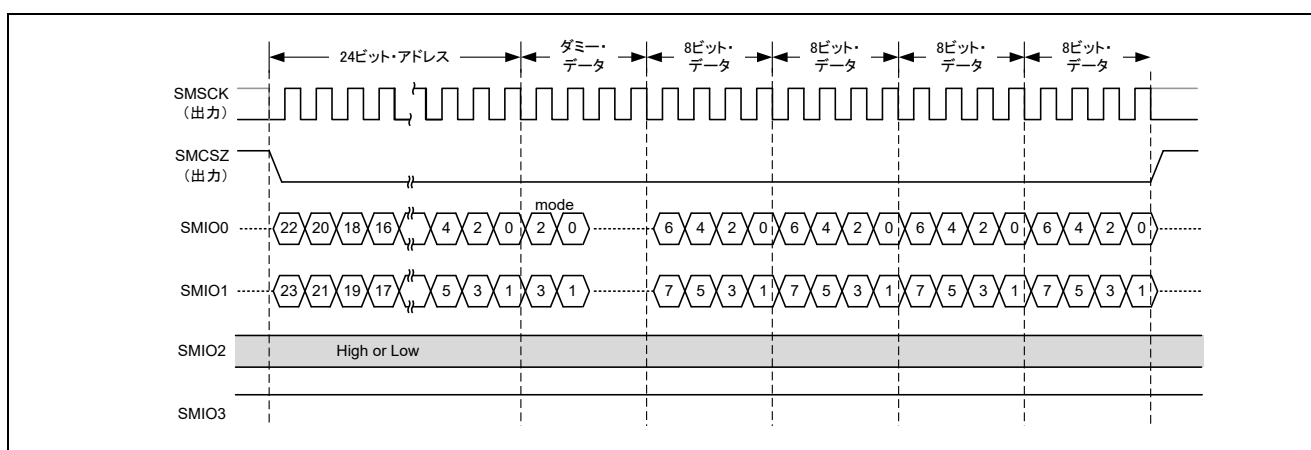 24ビット・アドレス
ダミー・
データ
8ビット・
データ
8ビット・
データ
8ビット・
データ
8ビット・
データ
SMSCK
（出力）
SMCSZ
（出力）
mode
SMIO0 22 20 18 16 4 2 0 2 0 6 4 2 0 6 4 2 0 6 4 2 0 6 4 2 0
SMIO1 23 21 19 17 5 3 1 3 1 7 5 3 1 7 5 3 1 7 5 3 1 7 5 3 1
SMIO2 High or Low
SMIO3